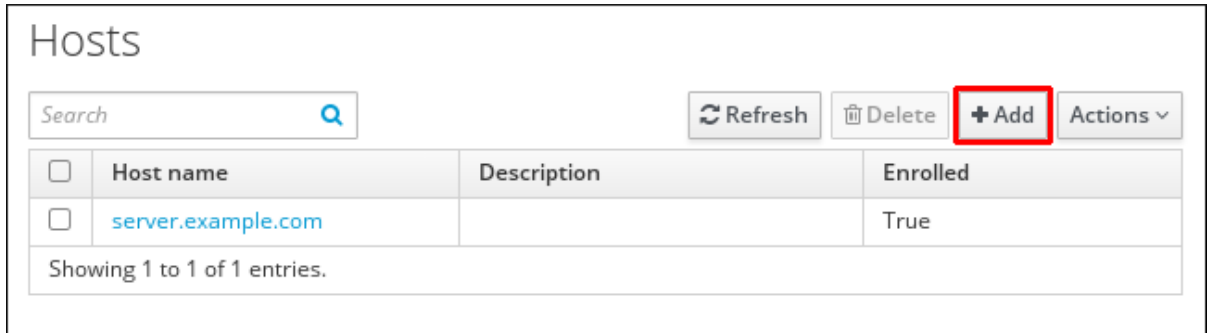 Hosts
Search Refresh Delete Add Actions
Host name Description Enrolled
server.example.com True
Showing 1 to 1 of 1 entries.